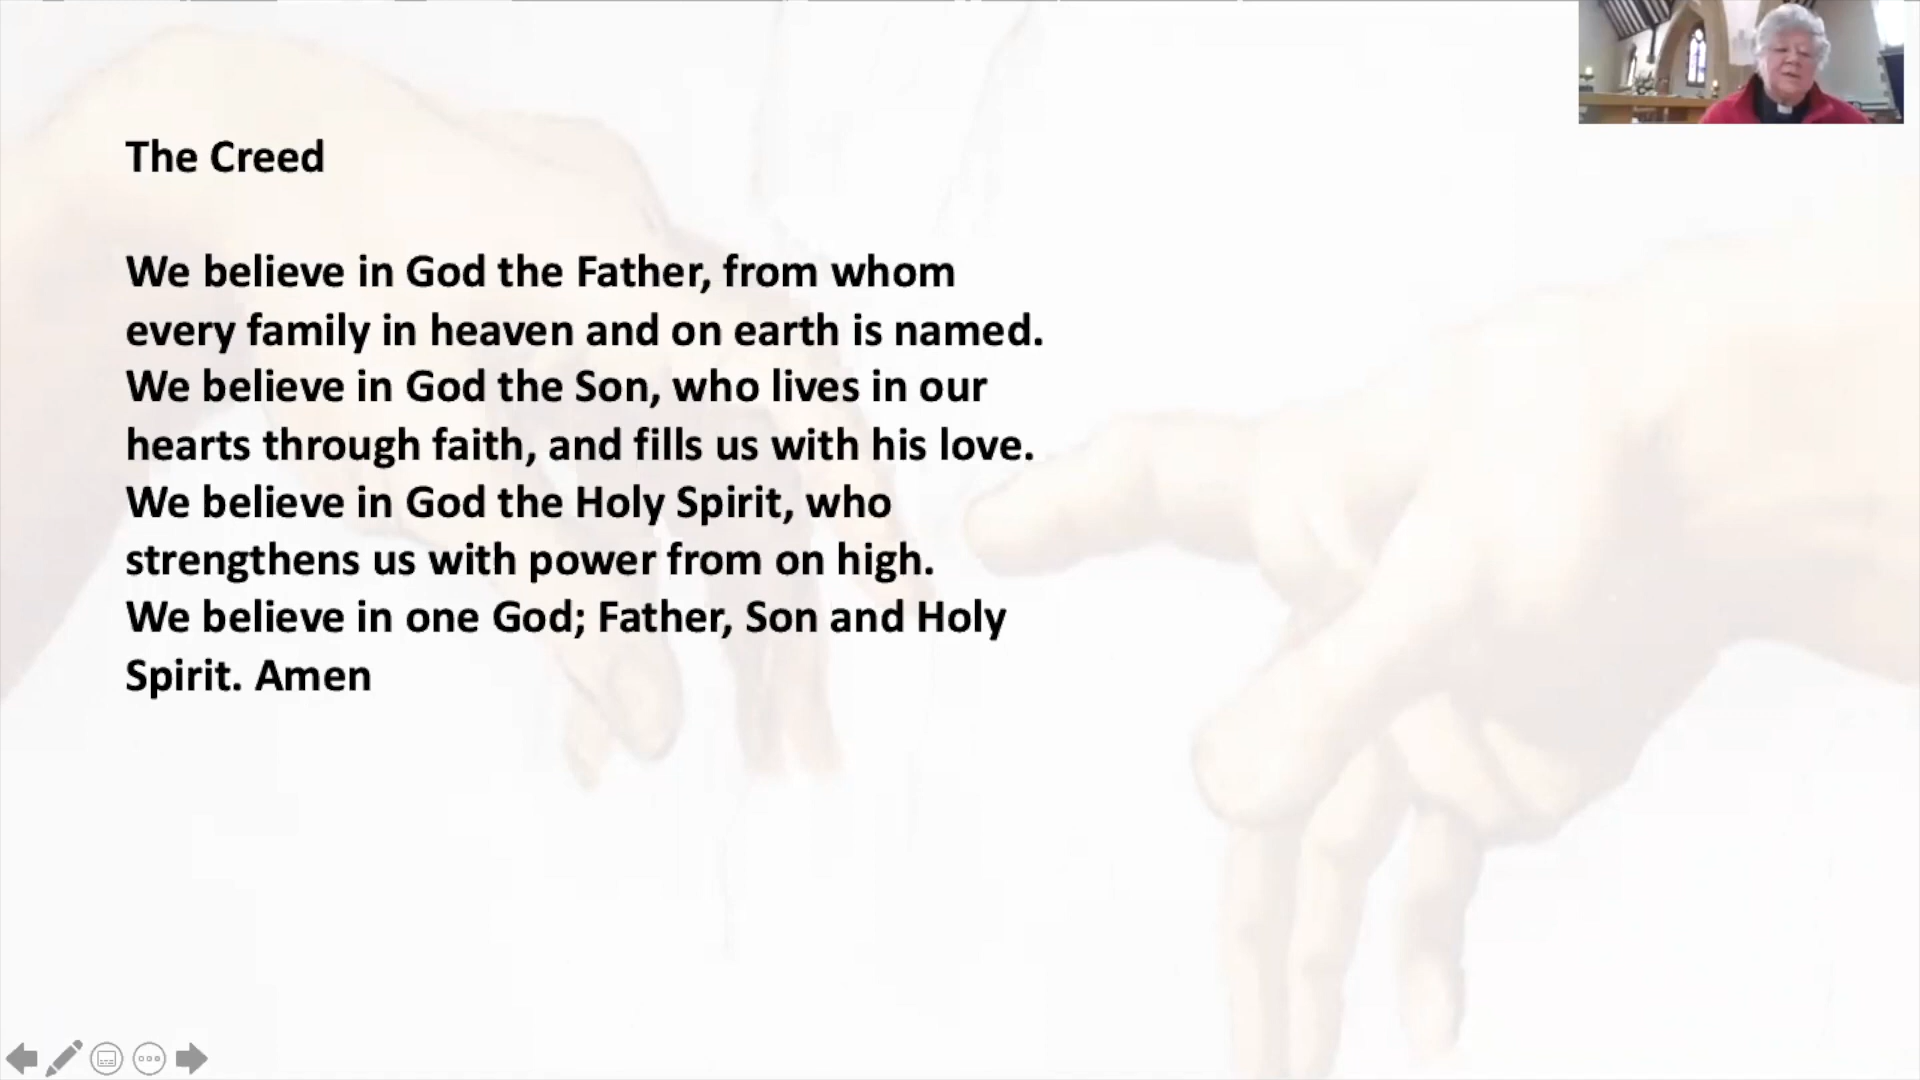 The Creed
We believe in God the Father, from whom
every family in heaven and on earth is named.
We believe in God the Son, who lives in our
hearts through faith, and fills us with his love.
We believe in God the Holy Spirit, who
strengthens us with power from on high.
We believe in one God; Father, Son and Holy
Spirit. Amen